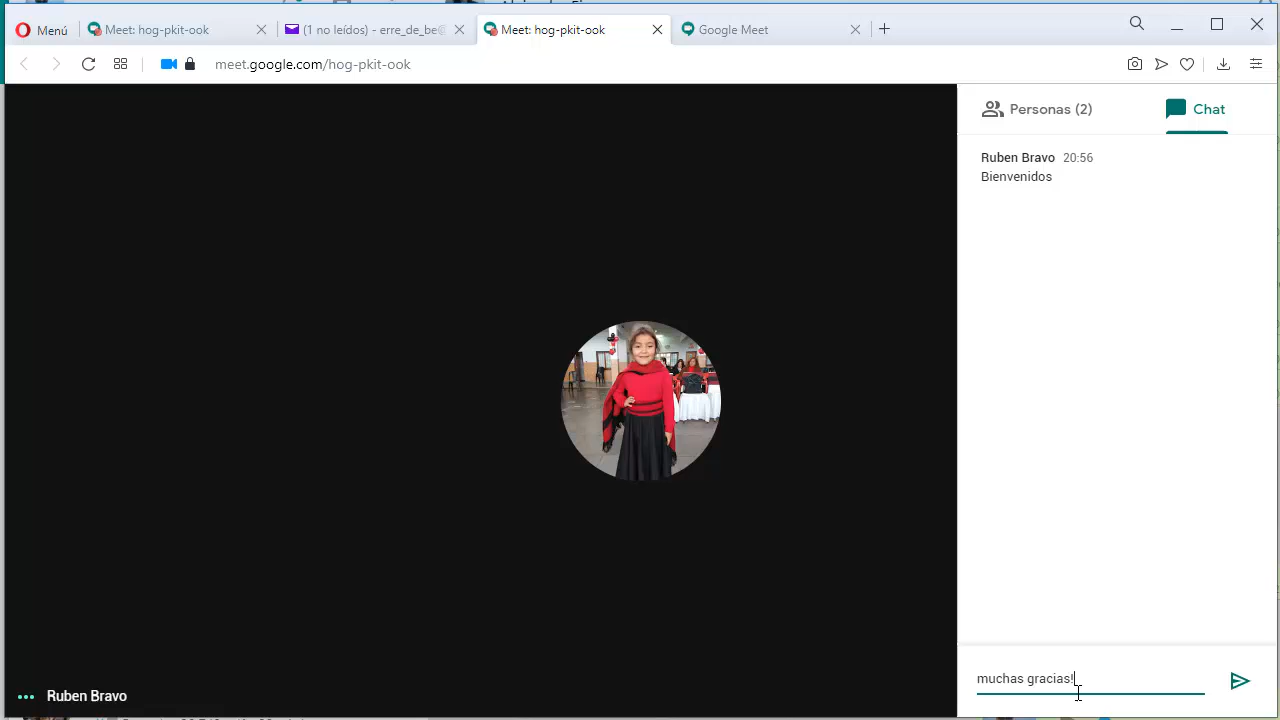 Menú
Meet: hog-pkit-ook
(1 no leídos) - erre_de_be@
Meet: hog-pkit-ook
Google Meet
meet.google.com/hog-pkit-ook
Personas (2)
Chat
Ruben Bravo 20:56
Bienvenidos
muchas gracias!
Ruben Bravo